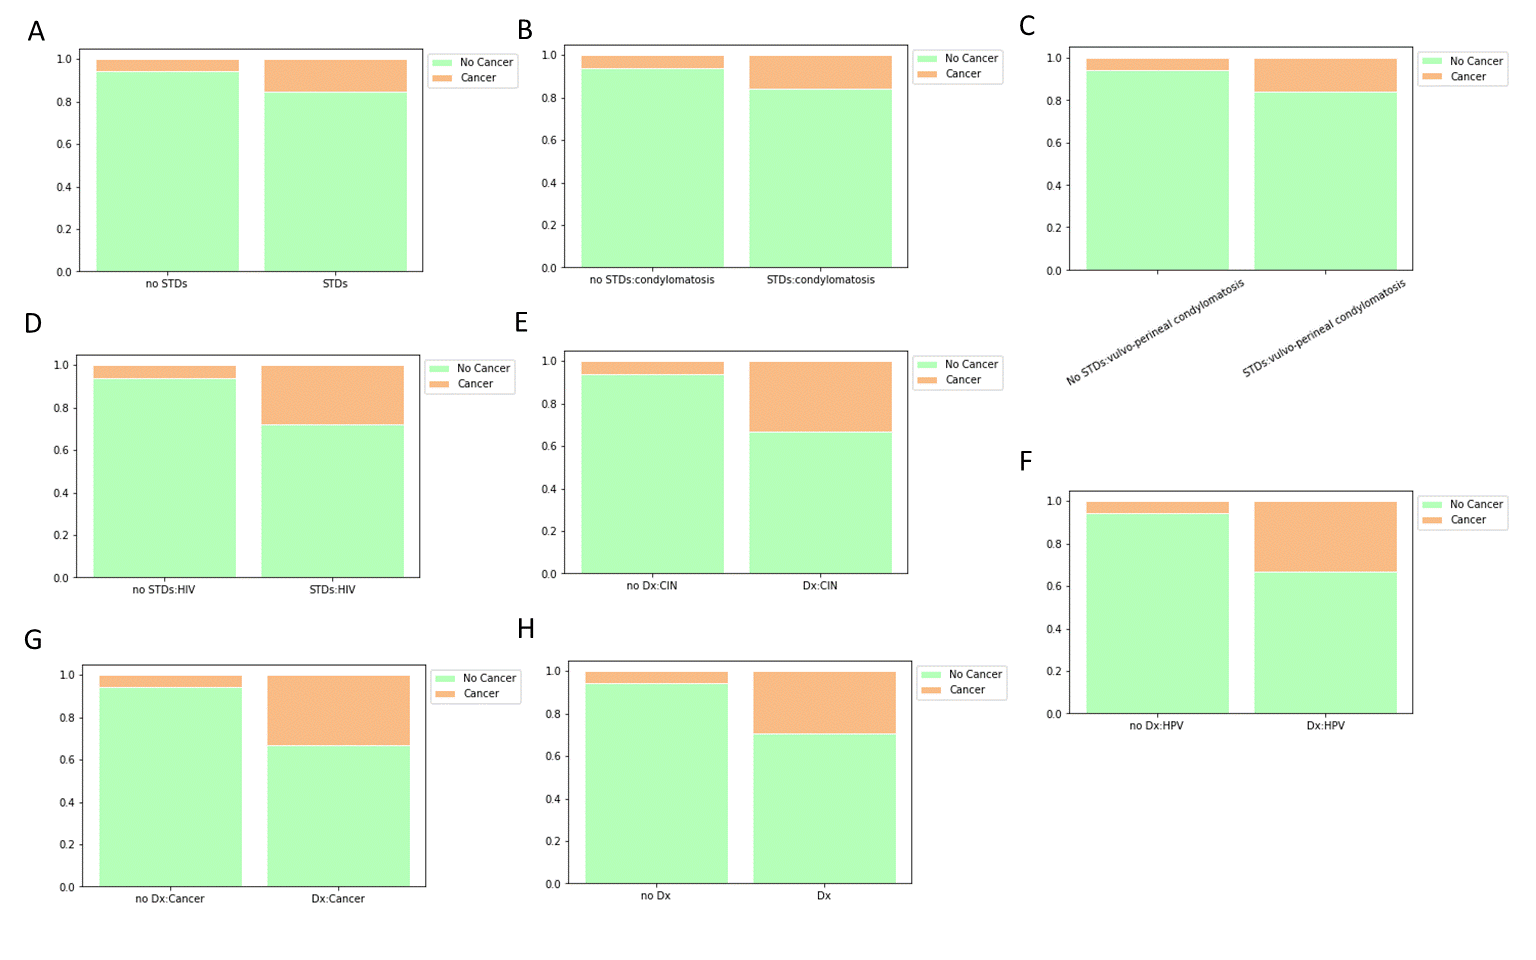 A
1.0
0.8
0.6
0.4
0.2
0.0
no STDs
STDs
No Cancer
Cancer
B
1.0
0.8
0.6
0.4
0.2
0.0
no STDs:condylomatosis
STDs:condylomatosis
No Cancer
Cancer
C
1.0
0.8
0.6
0.4
0.2
0.0
No STDs:vulvo-perineal condylomatosis
STDs:vulvo-perineal condylomatosis
No Cancer
Cancer
D
1.0
0.8
0.6
0.4
0.2
0.0
no STDs:HIV
STDs:HIV
No Cancer
Cancer
E
1.0
0.8
0.6
0.4
0.2
0.0
no Dx:CIN
Dx:CIN
No Cancer
Cancer
F
1.0
0.8
0.6
0.4
0.2
0.0
no Dx:HPV
Dx:HPV
No Cancer
Cancer
G
1.0
0.8
0.6
0.4
0.2
0.0
no Dx:Cancer
Dx:Cancer
No Cancer
Cancer
H
1.0
0.8
0.6
0.4
0.2
0.0
no Dx
Dx
No Cancer
Cancer